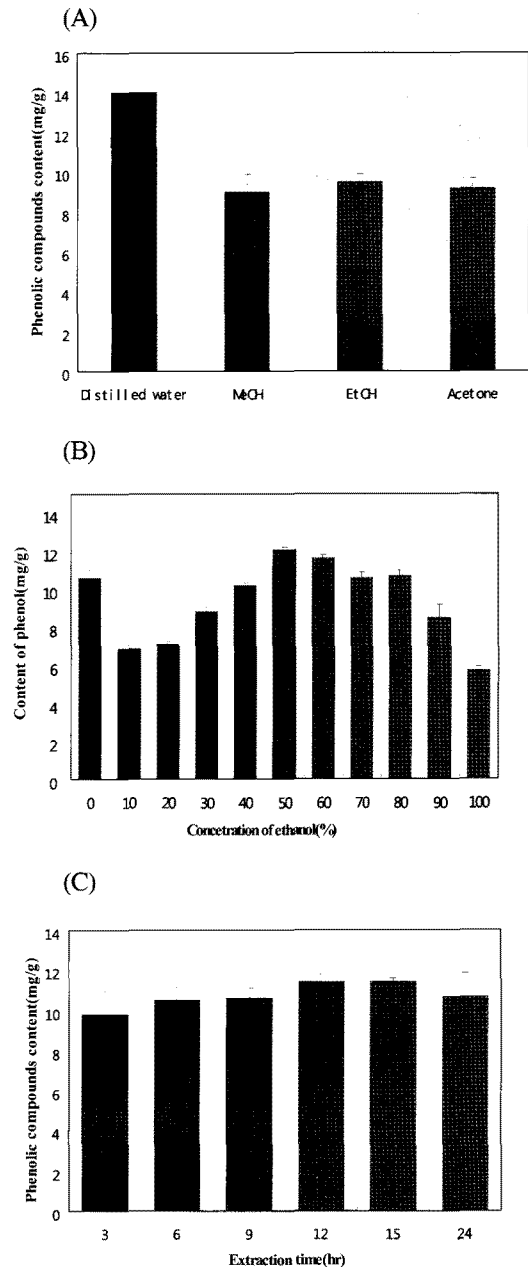 (A)
Phenolic compounds content(mg/g)
16
14
12
10
8
6
4
2
0
Distilled water MeCH EtCH Acetone
(B)
Content of phenol(mg/g)
14
12
10
8
6
4
2
0
0 10 20 30 40 50 60 70 80 90 100
Concetration of ethanol(%)
(C)
Phenolic compounds content(mg/g)
14
12
10
8
6
4
2
0
3 6 9 12 15 24
Extraction time(hr)